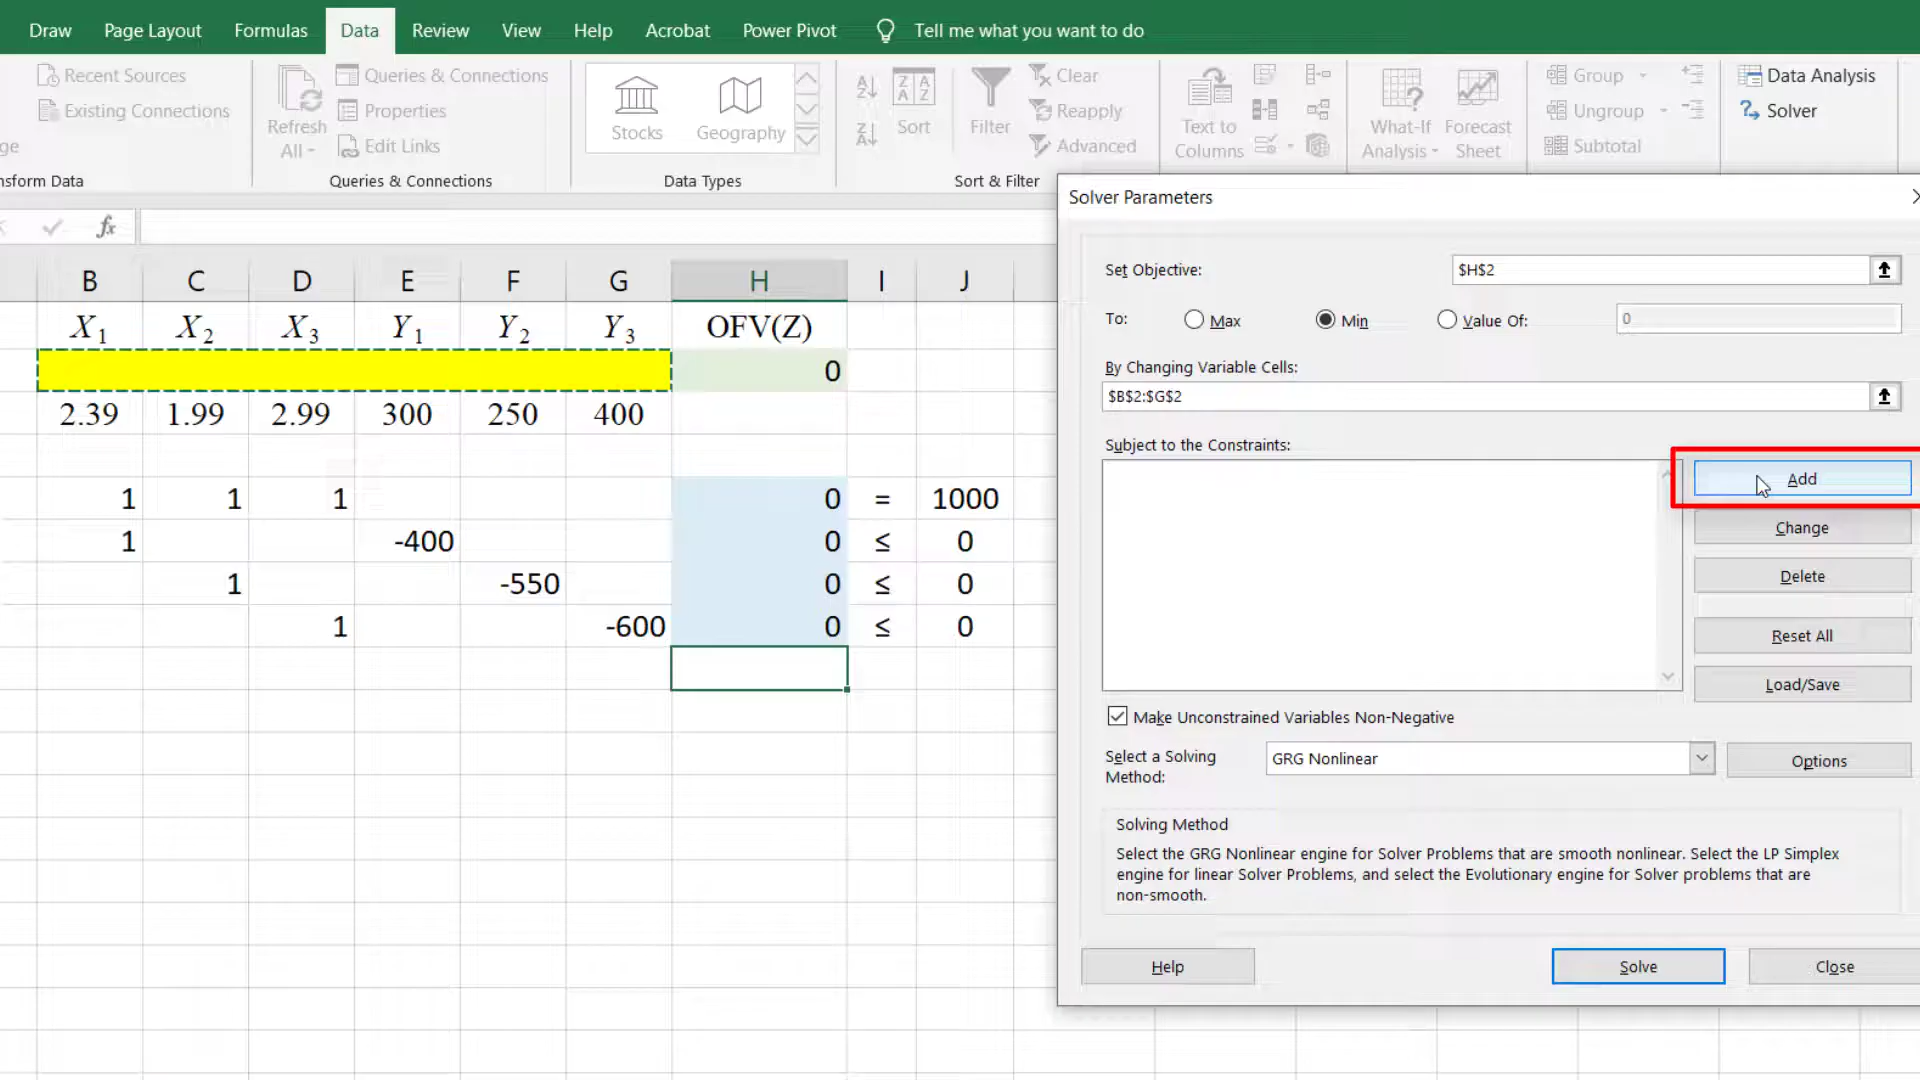 Draw Page Layout Formulas Data Review View Help Acrobat Power Pivot Tell me what you want to do
Recent Sources
Existing Connections
ge
nsform Data
Refresh
All
Queries & Connections
Properties
Edit Links
Queries & Connections
Stocks Geography
Data Types
Sort
Filter
Clear
Reapply
Advanced
Sort & Filter
Text to
Columns
What-If
Analysis
Forecast
Sheet
Group
Ungroup
Subtotal
Data Analysis
Solver
fx
B C D E F G H I J
X1 X2 X3 Y1 Y2 Y3 OFV(Z)
0
2.39 1.99 2.99 300 250 400
1 1 1 0 = 1000
1 -400 0 ≤ 0
1 -550 0 ≤ 0
1 -600 0 ≤ 0
Solver Parameters
Set Objective: $H$2
To: Max Min Value Of: 0
By Changing Variable Cells:
$B$2:$G$2
Subject to the Constraints:
Add
Change
Delete
Reset All
Load/Save
Make Unconstrained Variables Non-Negative
Select a Solving
Method:
GRG Nonlinear
Options
Solving Method
Select the GRG Nonlinear engine for Solver Problems that are smooth nonlinear. Select the LP Simplex
engine for linear Solver Problems, and select the Evolutionary engine for Solver problems that are
non-smooth.
Help Solve Close